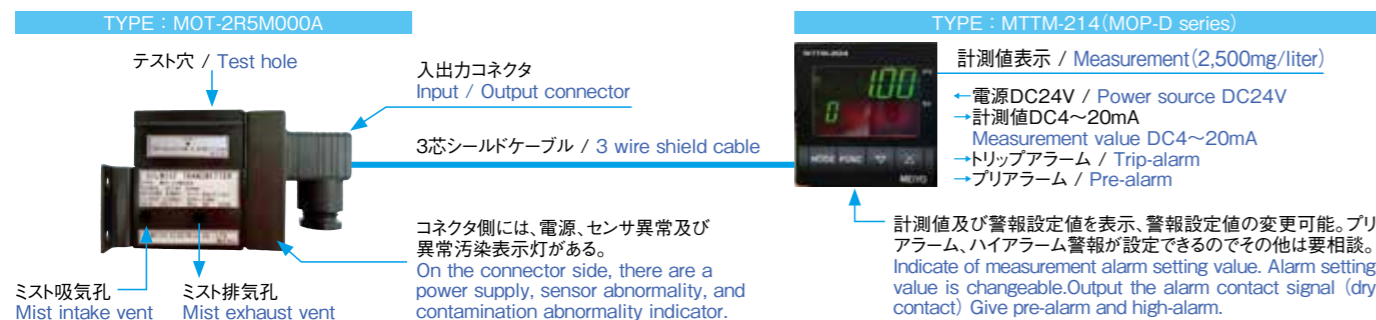 TYPE：MOT-2R5M000A
テスト穴 / Test hole
入出力コネクタ
Input / Output connector
3芯シールドケーブル / 3 wire shield cable
コネクタ側には、電源、センサ異常及び
異常汚染表示灯がある。
On the connector side, there are a
power supply, sensor abnormality, and
contamination abnormality indicator.
ミスト吸気孔
Mist intake vent
ミスト排気孔
Mist exhaust vent
TYPE：MTTM-214(MOP-D series)
MTTM-204
100
0
MODE FUNC
MEIYO
計測値表示 / Measurement(2,500mg/liter)
←電源DC24V / Power source DC24V
→計測値DC4～20mA
Measurement value DC4～20mA
→トリップアラーム / Trip-alarm
→プリアラーム / Pre-alarm
計測値及び警報設定値を表示、警報設定値の変更可能。プリ
アラーム、ハイアラーム警報が設定できるのでその他は要相談。
Indicate of measurement alarm setting value. Alarm setting
value is changeable.Output the alarm contact signal (dry
contact) Give pre-alarm and high-alarm.